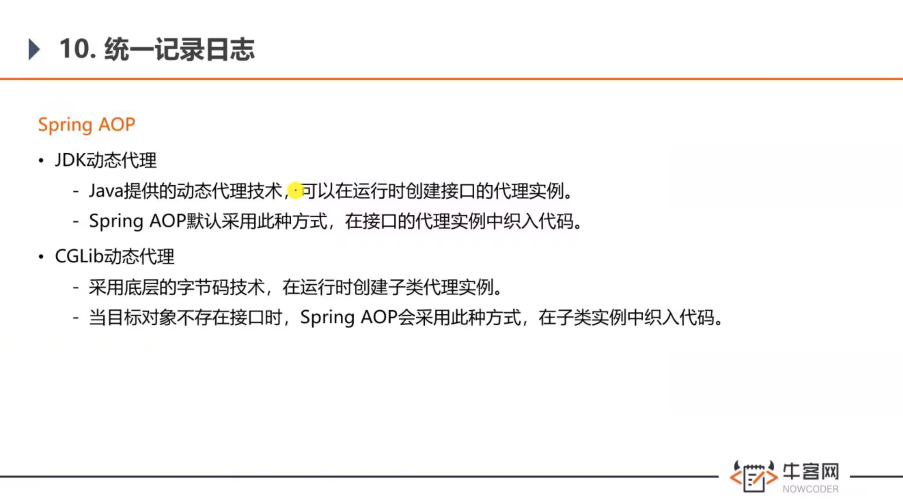 10. 统一记录日志
Spring AOP
• JDK动态代理
- Java提供的动态代理技术，可以在运行时创建接口的代理实例。
- Spring AOP默认采用此种方式，在接口的代理实例中织入代码。
• CGLib动态代理
- 采用底层的字节码技术，在运行时创建子类代理实例。
- 当目标对象不存在接口时，Spring AOP会采用此种方式，在子类实例中织入代码。
牛客网
NOWCODER